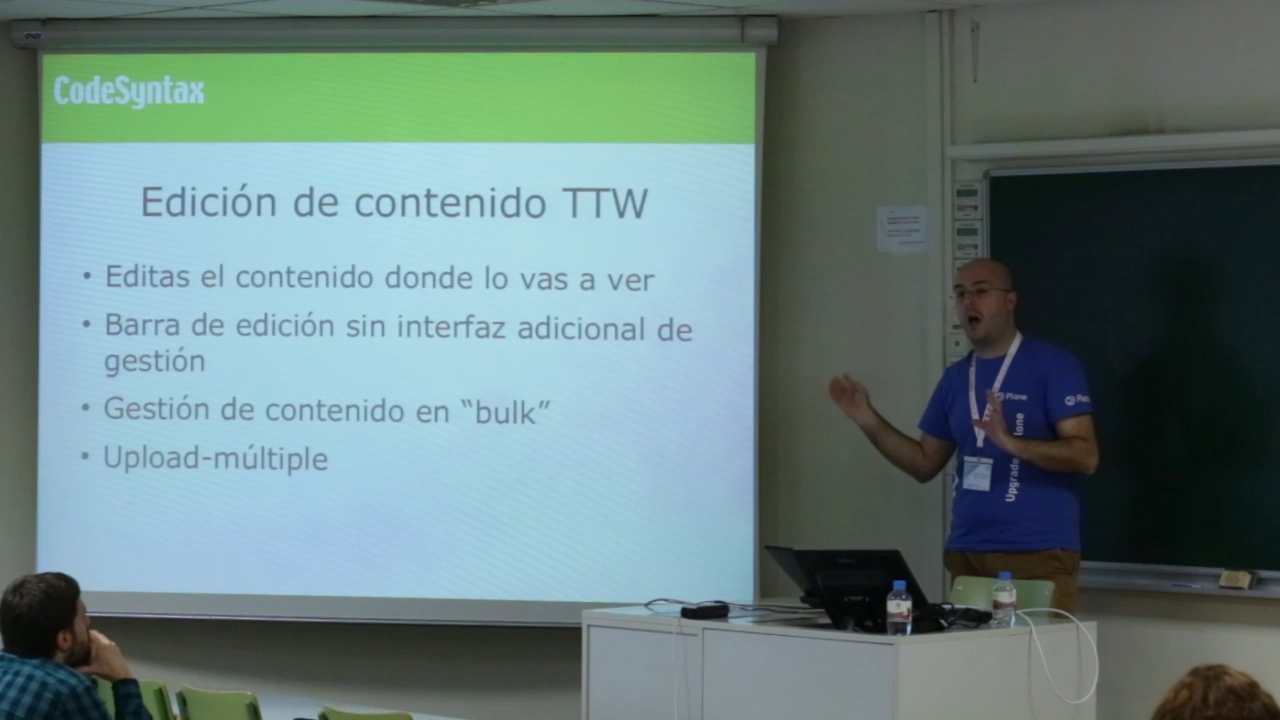 CodeSyntax
Edición de contenido TTW
• Editas el contenido donde lo vas a ver
• Barra de edición sin interfaz adicional de
gestión
• Gestión de contenido en “bulk”
• Upload-múltiple
Plone
Upgrade